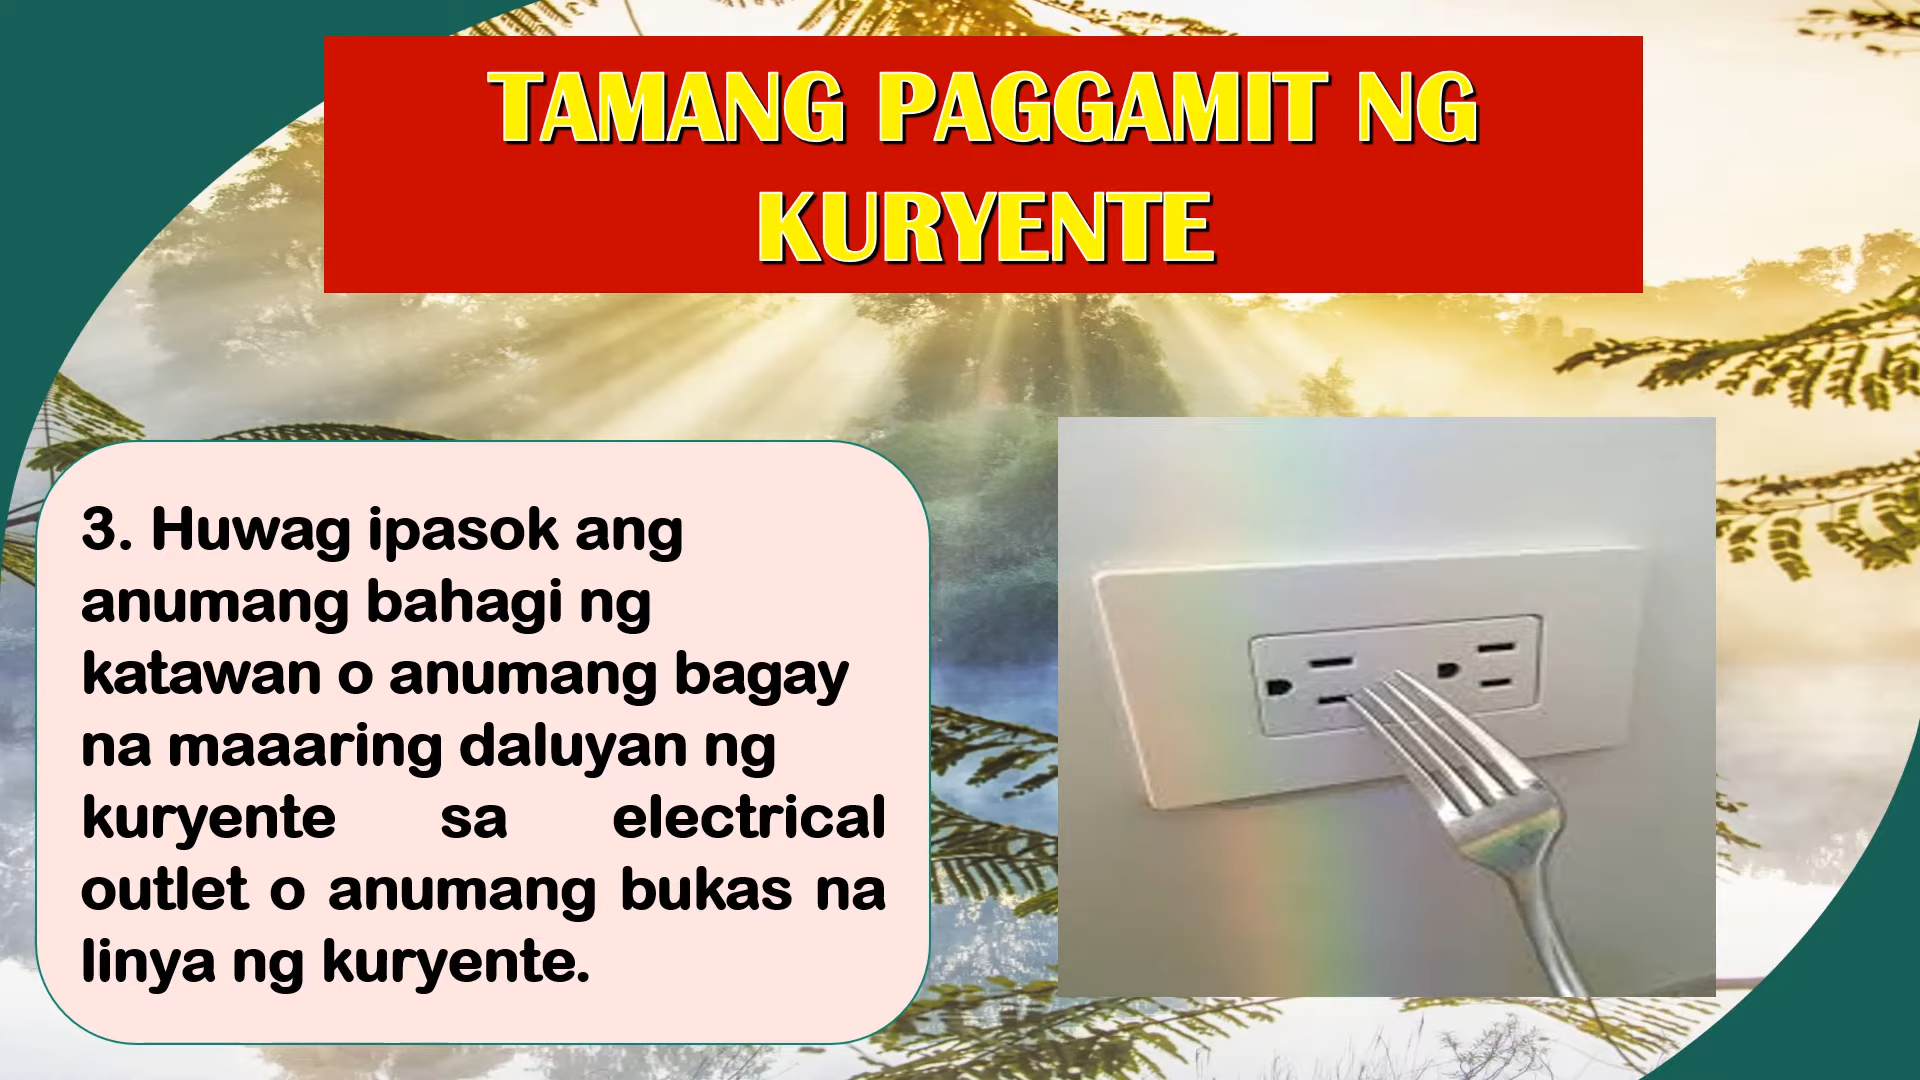 TAMANG PAGGAMIT NG
KURYENTE
3. Huwag ipasok ang
anumang bahagi ng
katawan o anumang bagay
na maaaring daluyan ng
kuryente sa electrical
outlet o anumang bukas na
linya ng kuryente.